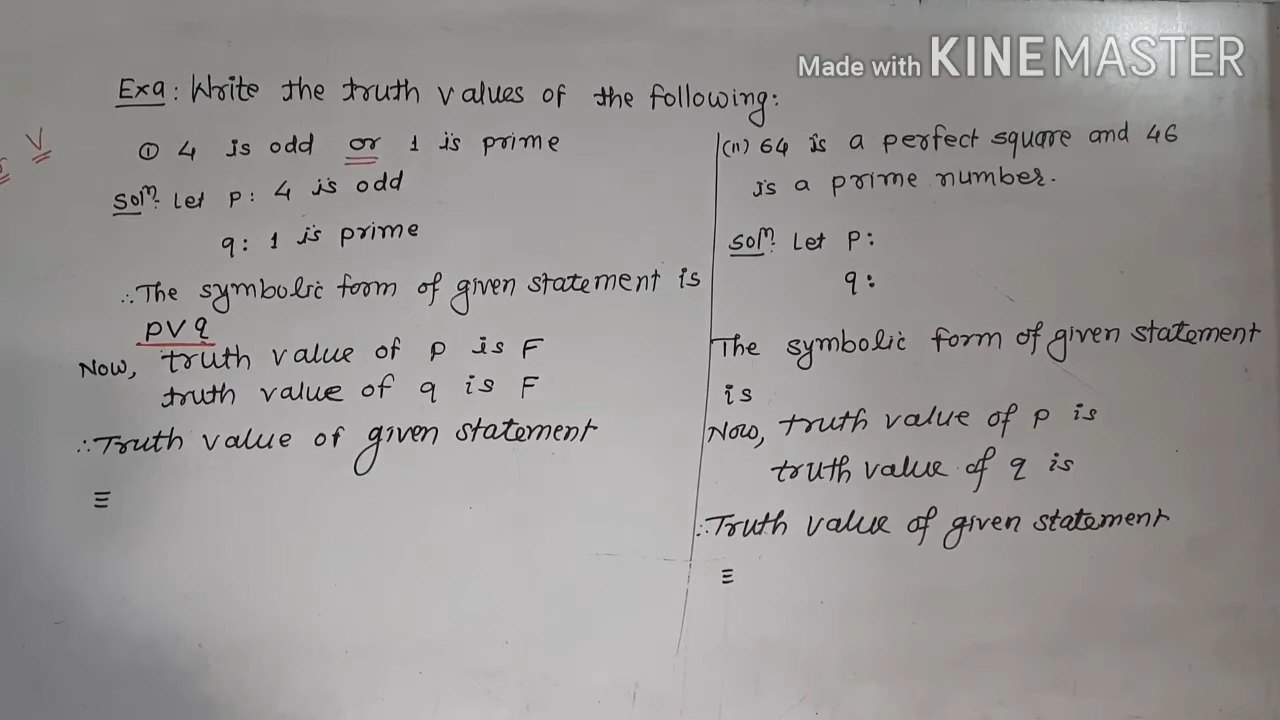 Made with KINEMASTER
Exa: Write the truth values of the following:
① 4 is odd or 1 is prime
Solⁿ. Let p: 4 is odd
q: 1 is prime
∴The symbolic form of given statement is
p∨q
Now, truth value of p is F
truth value of q is F
∴Truth value of given statement
≡
∨
(ii) 64 is a perfect square and 46
is a prime number.
Solⁿ. Let p:
q:
The symbolic form of given statement
is
Now, truth value of p is
truth value of q is
∴Truth value of given statement
≡